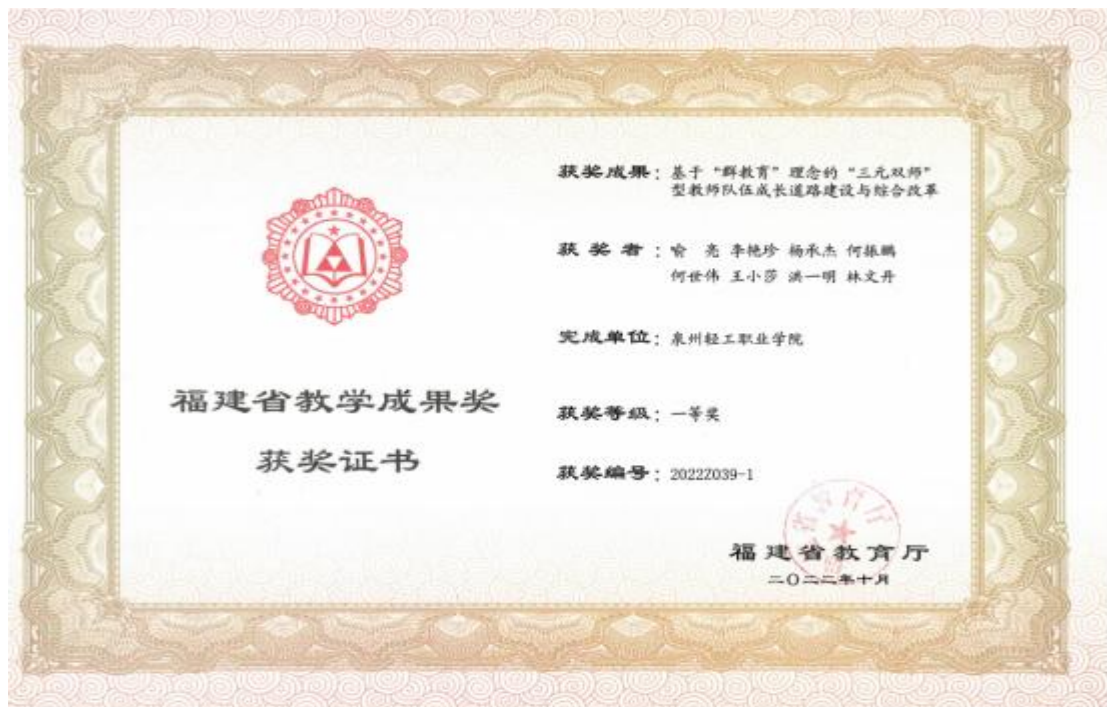 福建省教学成果奖
获奖证书
获奖成果：基于“群教育”理念的“三元双师”
型教师队伍成长道路建设与综合改革
获奖者：喻亮 李艳珍 杨承杰 何振鹏
何世伟 王小莎 洪一明 林文丹
完成单位：泉州轻工职业学院
获奖等级：一等奖
获奖编号：2022Z039-1
福建省教育厅
二〇二二年十月